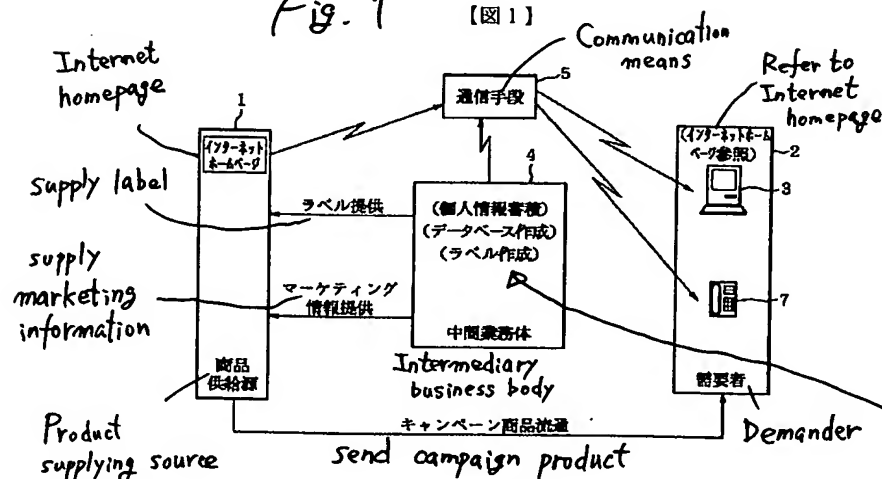 Fig. 1
【図1】
Internet
homepage
Communication
means
Refer to
Internet
homepage
5
通信手段
1
インターネット
ホームページ
(インターネットホーム
ページ参照)
2
3
supply label
ラベル提供
4
(個人情報蓄積)
(データベース作成)
(ラベル作成)
supply
marketing
information
マーケティング
情報提供
7
中間業務体
Intermediary
business body
商品
供給源
需要者
Product
supplying source
キャンペーン商品流通
send campaign product
Demander